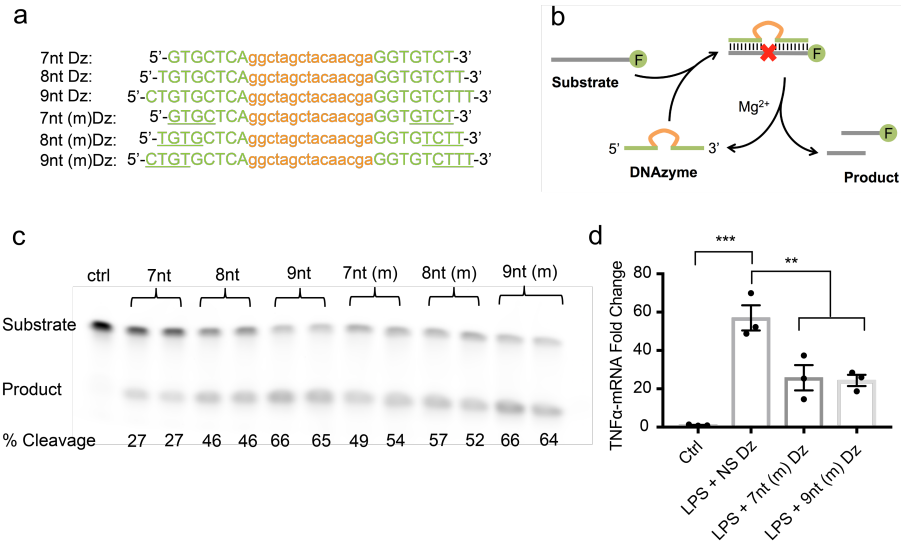 a
7nt Dz: 5’-GTGCTCAggctagctacaacgaGGTGTCT-3’
8nt Dz: 5’-TGTGCTCAggctagctacaacgaGGTGTCTT-3’
9nt Dz: 5’-CTGTGCTCAggctagctacaacgaGGTGTCTTT-3’
7nt (m)Dz: 5’-GTGCTCAggctagctacaacgaGGTGTCT-3’
8nt (m)Dz: 5’-TGTGCTCAggctagctacaacgaGGTGTCTT-3’
9nt (m)Dz: 5’-CTGTGCTCAggctagctacaacgaGGTGTCTTT-3’
b
F
Substrate
F
Mg²⁺
5’ 3’
DNAzyme
F
Product
c
ctrl 7nt 8nt 9nt 7nt (m) 8nt (m) 9nt (m)
Substrate
Product
% Cleavage 27 27 46 46 66 65 49 54 57 52 66 64
d
***
**
TNFα-mRNA Fold Change
80
60
40
20
0
Ctrl
LPS + NS Dz
LPS + 7nt (m) Dz
LPS + 9nt (m) Dz